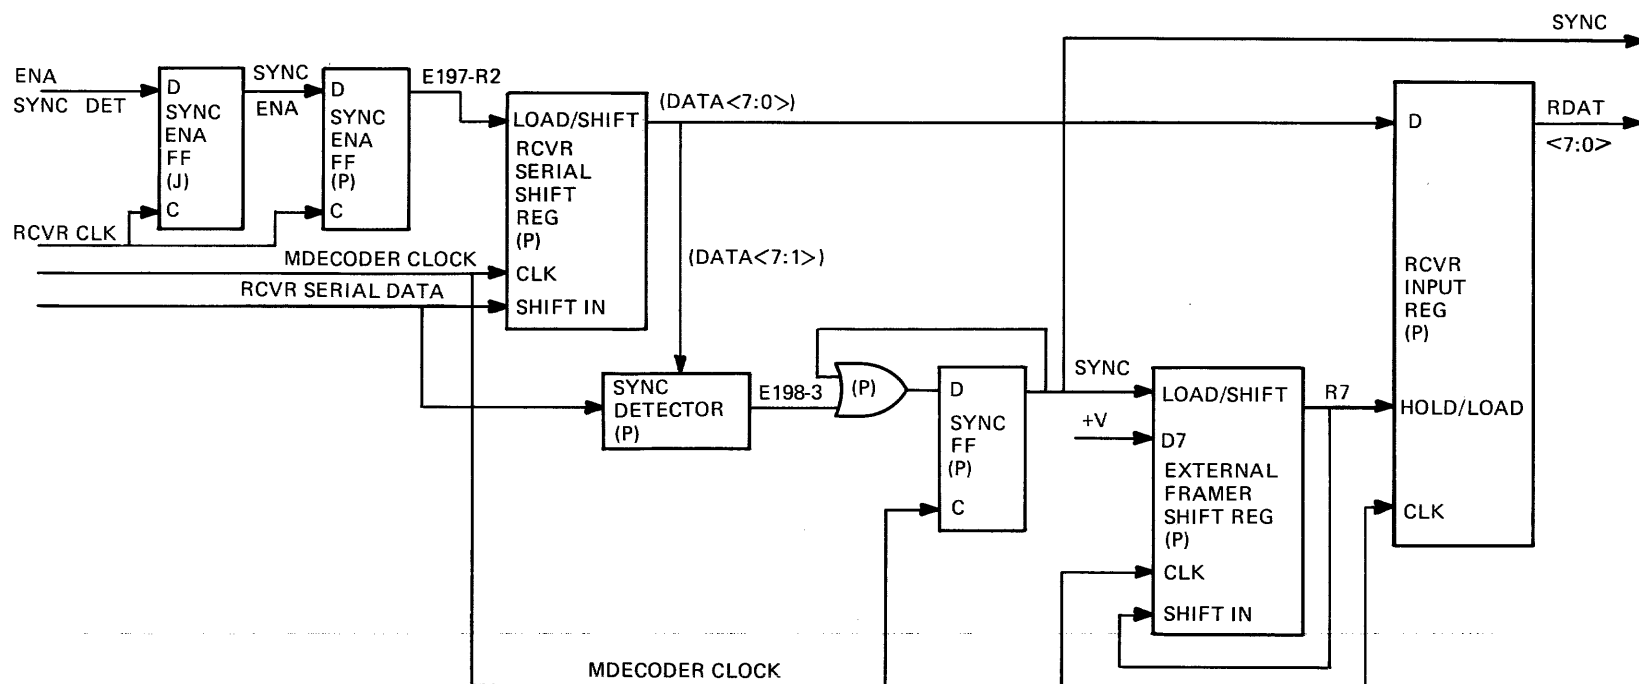 SYNC
ENA
SYNC DET
D
SYNC
ENA
FF
(J)
C
SYNC
ENA
D
SYNC
ENA
FF
(P)
C
E197-R2
RCVR CLK
MDECODER CLOCK
RCVR SERIAL DATA
LOAD/SHIFT
RCVR
SERIAL
SHIFT
REG
(P)
CLK
SHIFT IN
(DATA<7:0>)
(DATA<7:1>)
D
RCVR
INPUT
REG
(P)
HOLD/LOAD
CLK
RDAT
<7:0>
SYNC
DETECTOR
(P)
E198-3
(P)
D
SYNC
FF
(P)
C
SYNC
+V
LOAD/SHIFT
D7
EXTERNAL
FRAMER
SHIFT REG
(P)
CLK
SHIFT IN
R7
MDECODER CLOCK